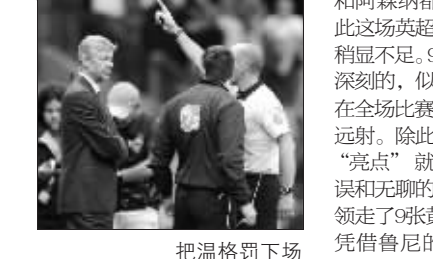 把温格罚下场
和阿森纳都
此这场英超
稍显不足。9
深刻的，似
在全场比赛
远射。除此
“亮点” 就
误和无聊的
领走了9张黄
凭借鲁尼的